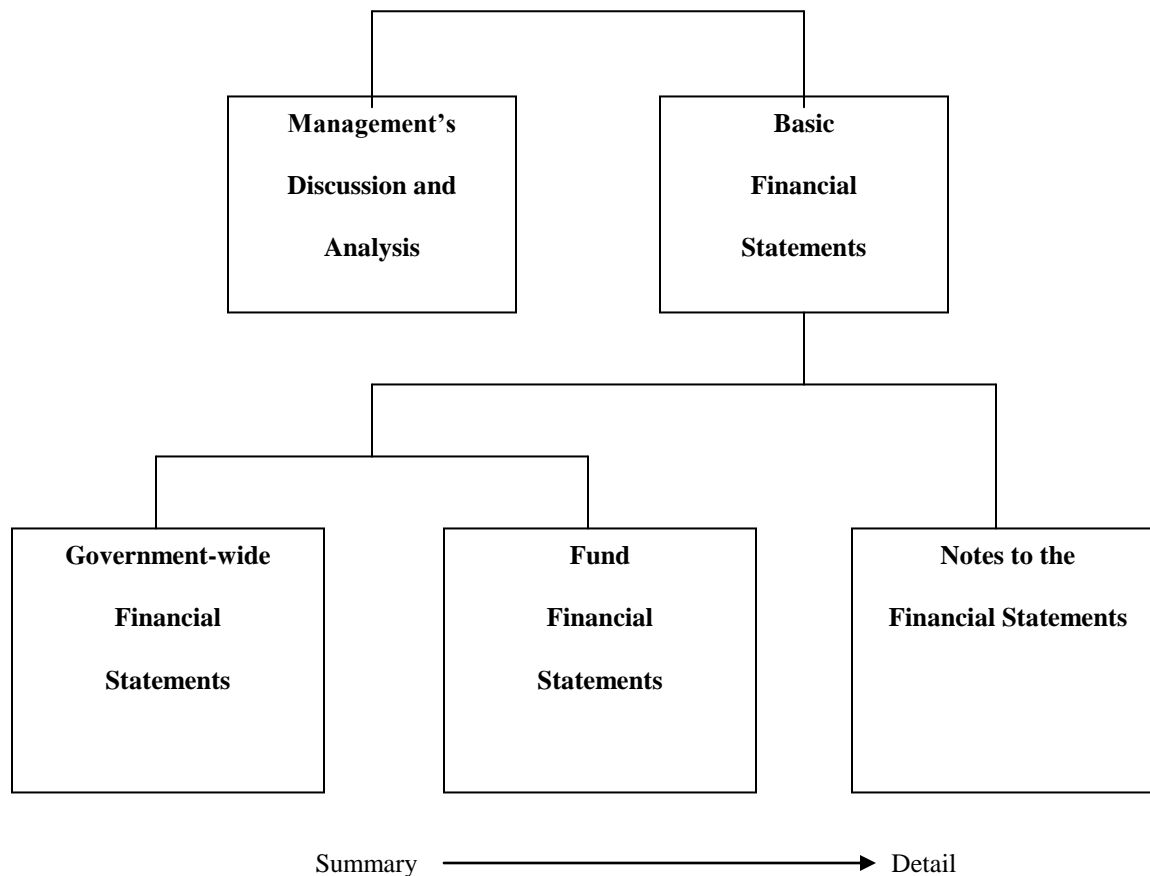 Management’s
Discussion and
Analysis
Basic
Financial
Statements
Government-wide
Financial
Statements
Fund
Financial
Statements
Notes to the
Financial Statements
Summary
Detail